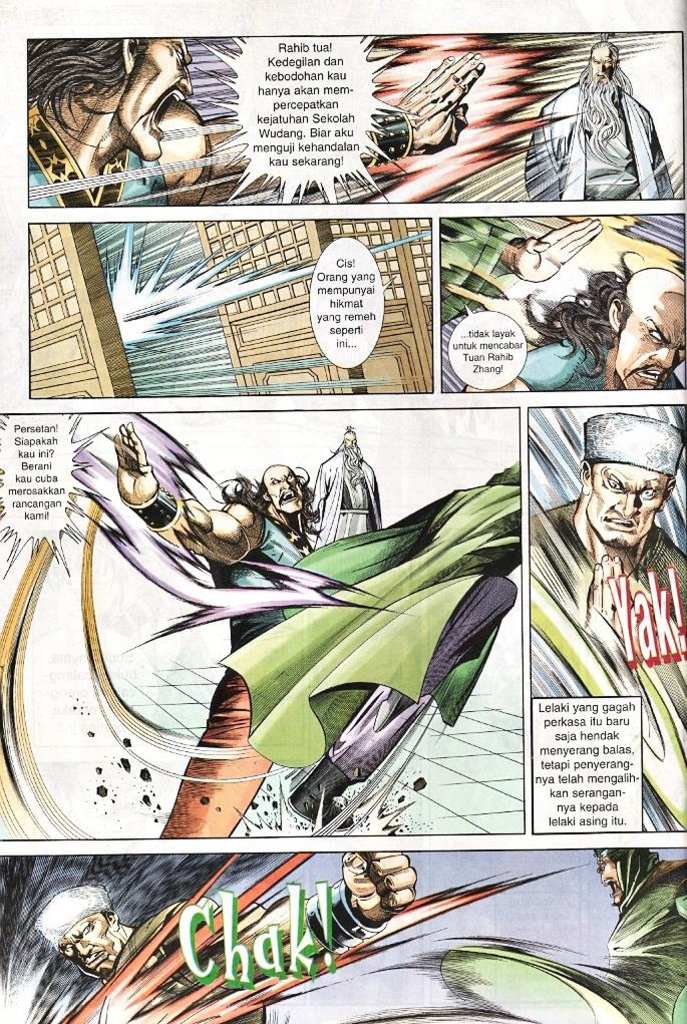 Rahib tua!
Kedegilan dan
kebodohan kau
hanya akan mem-
percepatkan
kejatuhan Sekolah
Wudang. Biar aku
menguji kehandalan
kau sekarang!
Cis!
Orang yang
mempunyai
hikmat
yang remeh
seperti
ini...
...tidak layak
untuk mencabar
Tuan Rahib
Zhang!
Persetan!
Siapakah
kau ini?
Berani
kau cuba
merosakkan
rancangan
kami!
Yak!
Lelaki yang gagah
perkasa itu baru
saja hendak
menyerang balas,
tetapi penyerang-
nya telah mengalih-
kan serangan-
nya kepada
lelaki asing itu.
Chak!